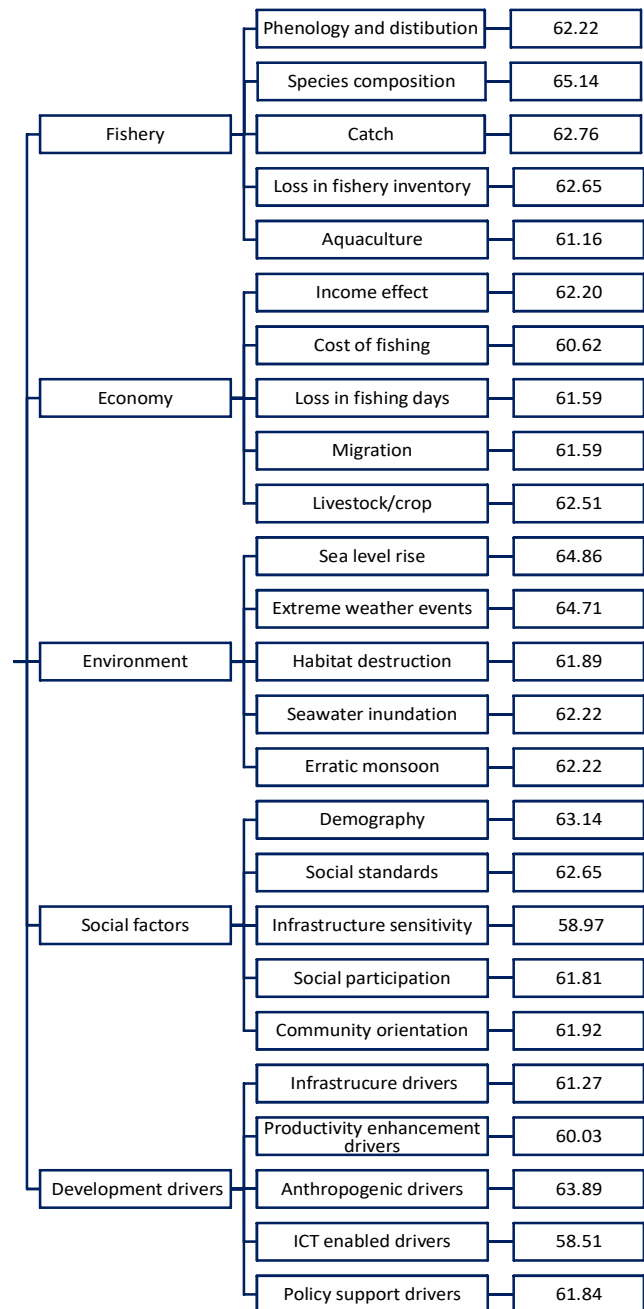 Phenology and distibution 62.22
Species composition 65.14
Fishery Catch 62.76
Loss in fishery inventory 62.65
Aquaculture 61.16
Income effect 62.20
Cost of fishing 60.62
Economy Loss in fishing days 61.59
Migration 61.59
Livestock/crop 62.51
Sea level rise 64.86
Extreme weather events 64.71
Environment Habitat destruction 61.89
Seawater inundation 62.22
Erratic monsoon 62.22
Demography 63.14
Social standards 62.65
Social factors Infrastructure sensitivity 58.97
Social participation 61.81
Community orientation 61.92
Infrastrucure drivers 61.27
Productivity enhancement
drivers 60.03
Development drivers Anthropogenic drivers 63.89
ICT enabled drivers 58.51
Policy support drivers 61.84